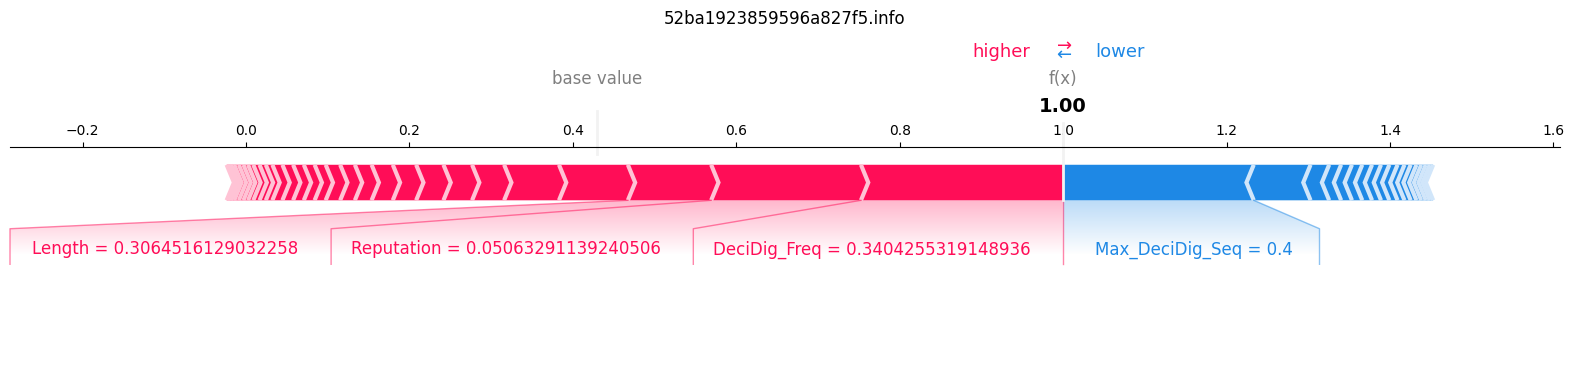 52ba1923859596a827f5.info
higher ⇄ lower
base value f(x)
1.00
−0.2 0.0 0.2 0.4 0.6 0.8 1.0 1.2 1.4 1.6
Length = 0.3064516129032258 Reputation = 0.05063291139240506 DeciDig_Freq = 0.3404255319148936 Max_DeciDig_Seq = 0.4